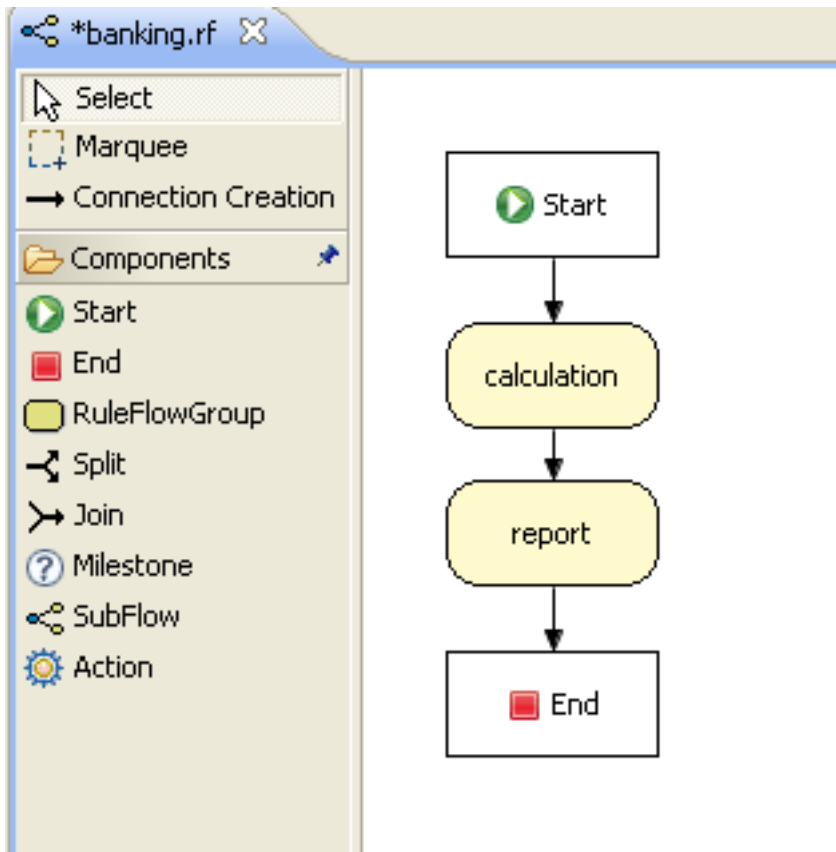 *banking.rf
Select
Marquee
Connection Creation
Components
Start
End
RuleFlowGroup
Split
Join
Milestone
SubFlow
Action
Start
calculation
report
End